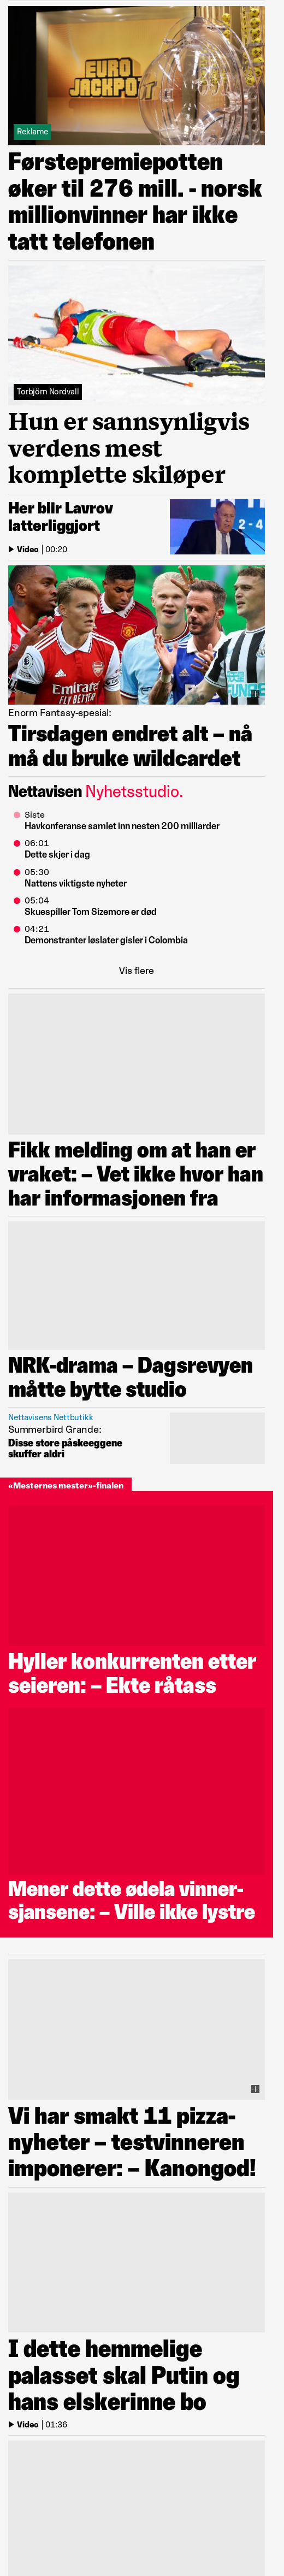 EURO
JACKPOT
Reklame
Førstepremiepotten
øker til 276 mill. - norsk
millionvinner har ikke
tatt telefonen
Torbjörn Nordvall
Hun er sannsynligvis
verdens mest
komplette skiløper
Her blir Lavrov
latterliggjort
Video | 00:20
2-4
Enorm Fantasy-spesial:
Tirsdagen endret alt – nå
må du bruke wildcardet
Nettavisen Nyhetsstudio.
Siste
Havkonferanse samlet inn nesten 200 milliarder
06:01
Dette skjer i dag
05:30
Nattens viktigste nyheter
05:04
Skuespiller Tom Sizemore er død
04:21
Demonstranter løslater gisler i Colombia
Vis flere
Fikk melding om at han er
vraket: – Vet ikke hvor han
har informasjonen fra
NRK-drama – Dagsrevyen
måtte bytte studio
Nettavisens Nettbutikk
Summerbird Grande:
Disse store påskeeggene
skuffer aldri
«Mesternes mester»-finalen
Hyller konkurrenten etter
seieren: – Ekte råtass
Mener dette ødela vinner-
sjansene: – Ville ikke lystre
Vi har smakt 11 pizza-
nyheter – testvinneren
imponerer: – Kanongod!
I dette hemmelige
palasset skal Putin og
hans elskerinne bo
Video | 01:36